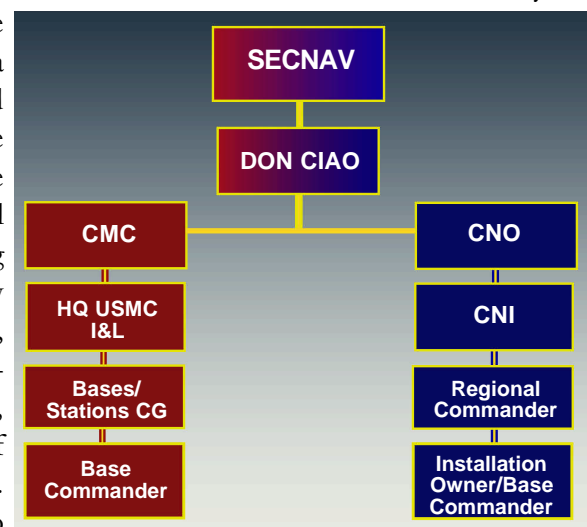 SECNAV
DON CIAO
CMC
CNO
HQ USMC
I&L
CNI
Bases/
Stations CG
Regional
Commander
Base
Commander
Installation
Owner/Base
Commander